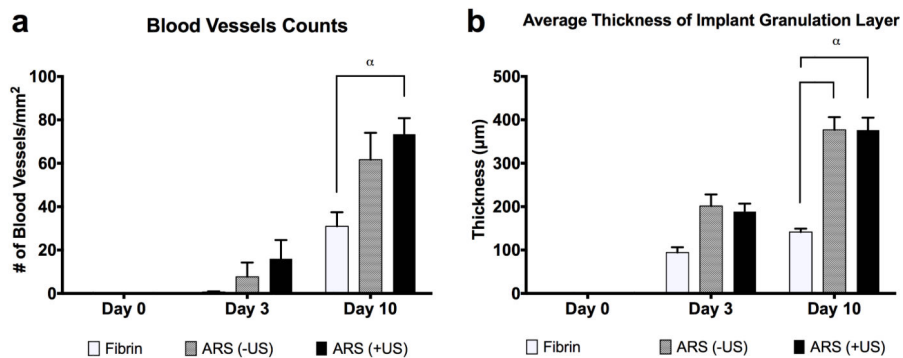 a
Blood Vessels Counts
α
100
80
60
40
20
0
# of Blood Vessels/mm²
Day 0
Day 3
Day 10
Fibrin
ARS (-US)
ARS (+US)
b
Average Thickness of Implant Granulation Layer
α
500
400
300
200
100
0
Thickness (μm)
Day 0
Day 3
Day 10
Fibrin
ARS (-US)
ARS (+US)